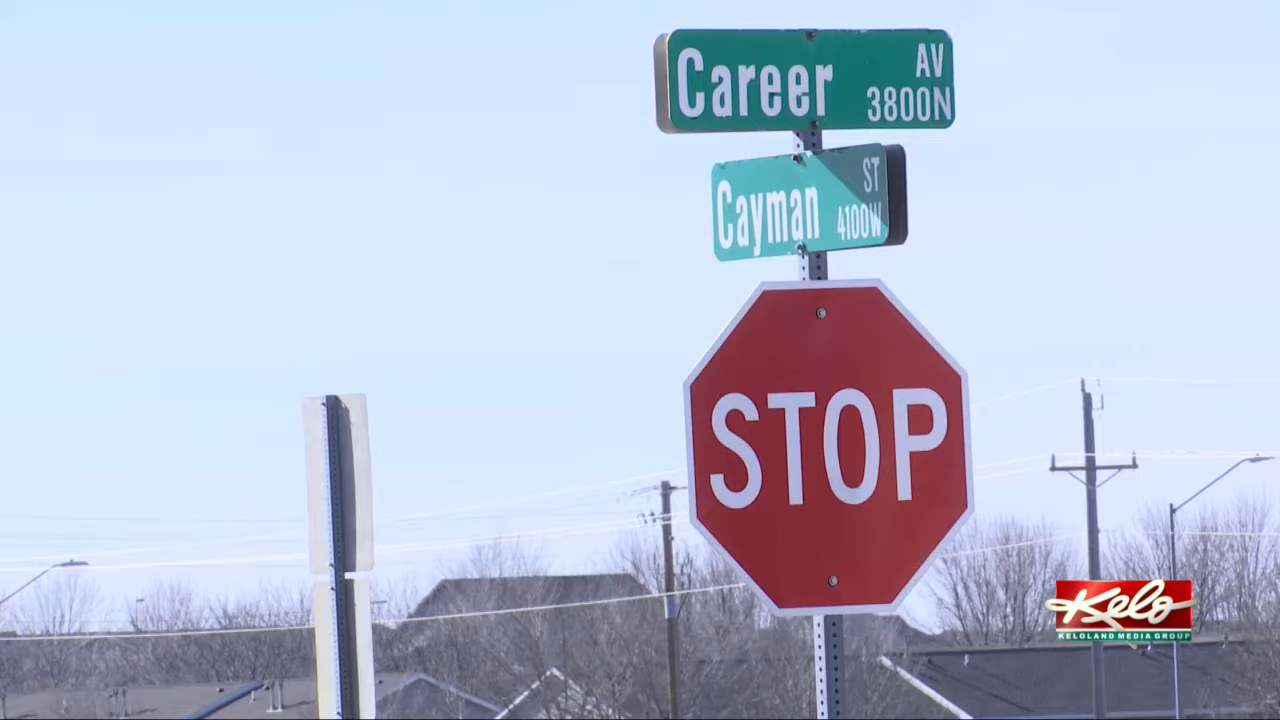 Career AV
3800N
Cayman ST
4100W
STOP
Kelo
KELOLAND MEDIA GROUP